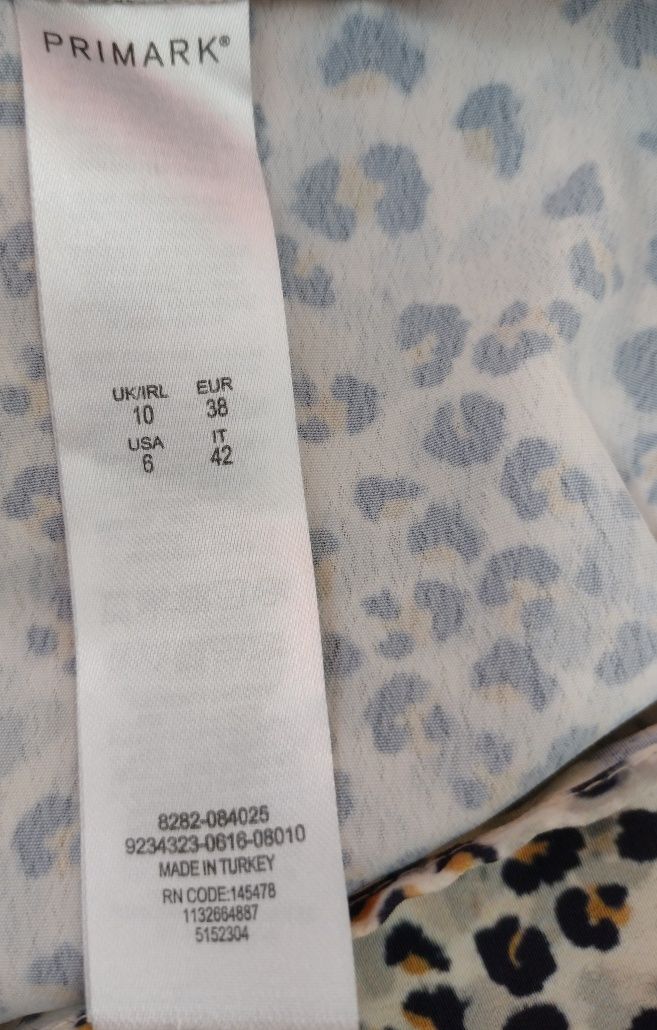 PRIMARK®
UK/IRL EUR
10 38
USA IT
6 42
8282-084025
9234323-0616-08010
MADE IN TURKEY
RN CODE:145478
1132664887
5152304